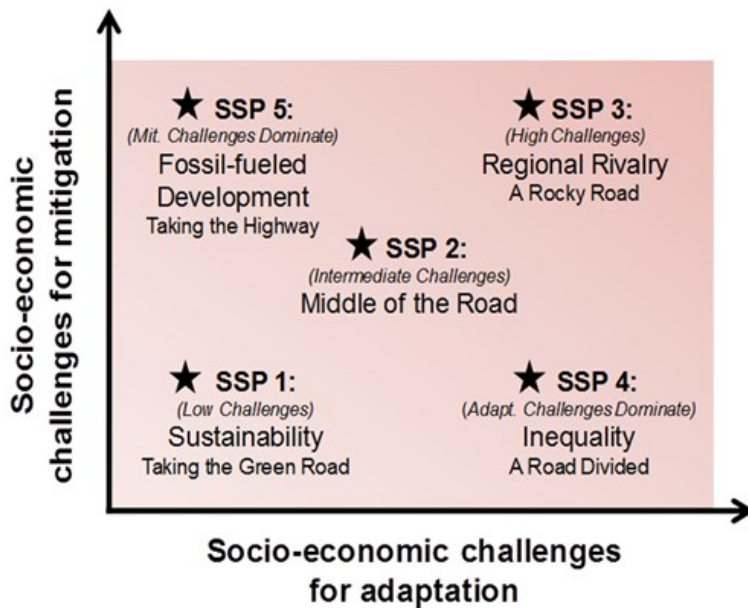 Socio-economic
challenges for mitigation
★ SSP 5:
(Mit. Challenges Dominate)
Fossil-fueled
Development
Taking the Highway
★ SSP 3:
(High Challenges)
Regional Rivalry
A Rocky Road
★ SSP 2:
(Intermediate Challenges)
Middle of the Road
★ SSP 1:
(Low Challenges)
Sustainability
Taking the Green Road
★ SSP 4:
(Adapt. Challenges Dominate)
Inequality
A Road Divided
Socio-economic challenges
for adaptation